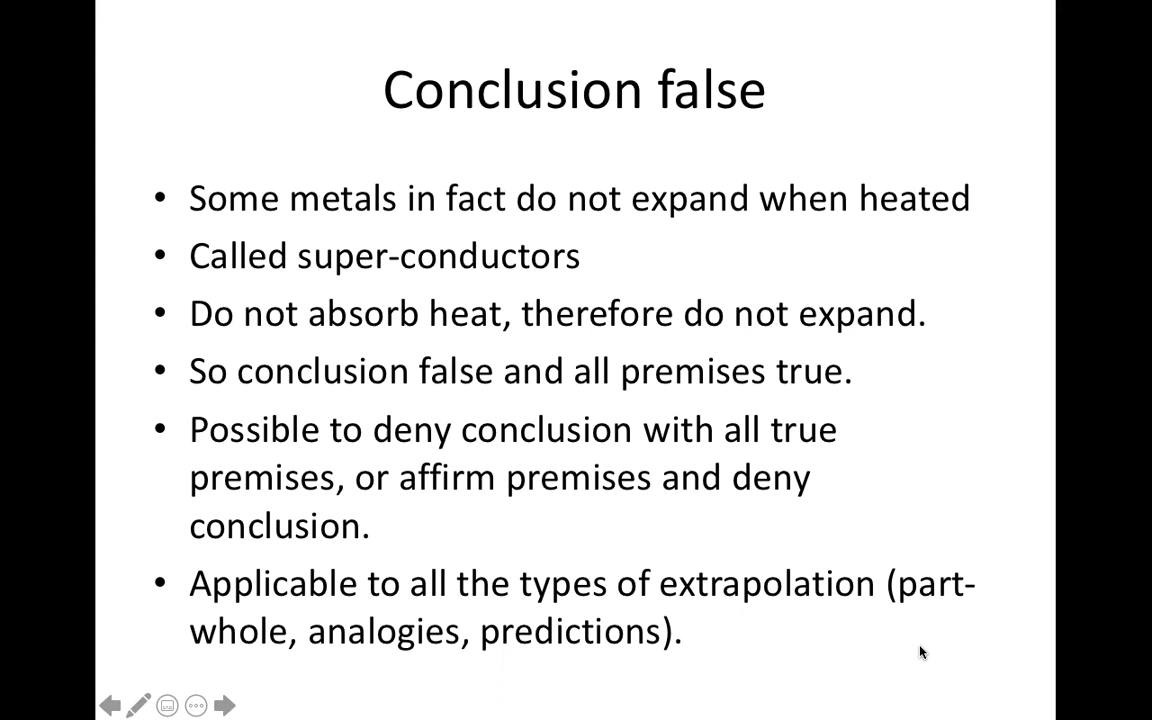 Conclusion false
• Some metals in fact do not expand when heated
• Called super-conductors
• Do not absorb heat, therefore do not expand.
• So conclusion false and all premises true.
• Possible to deny conclusion with all true
premises, or affirm premises and deny
conclusion.
• Applicable to all the types of extrapolation (part-
whole, analogies, predictions).